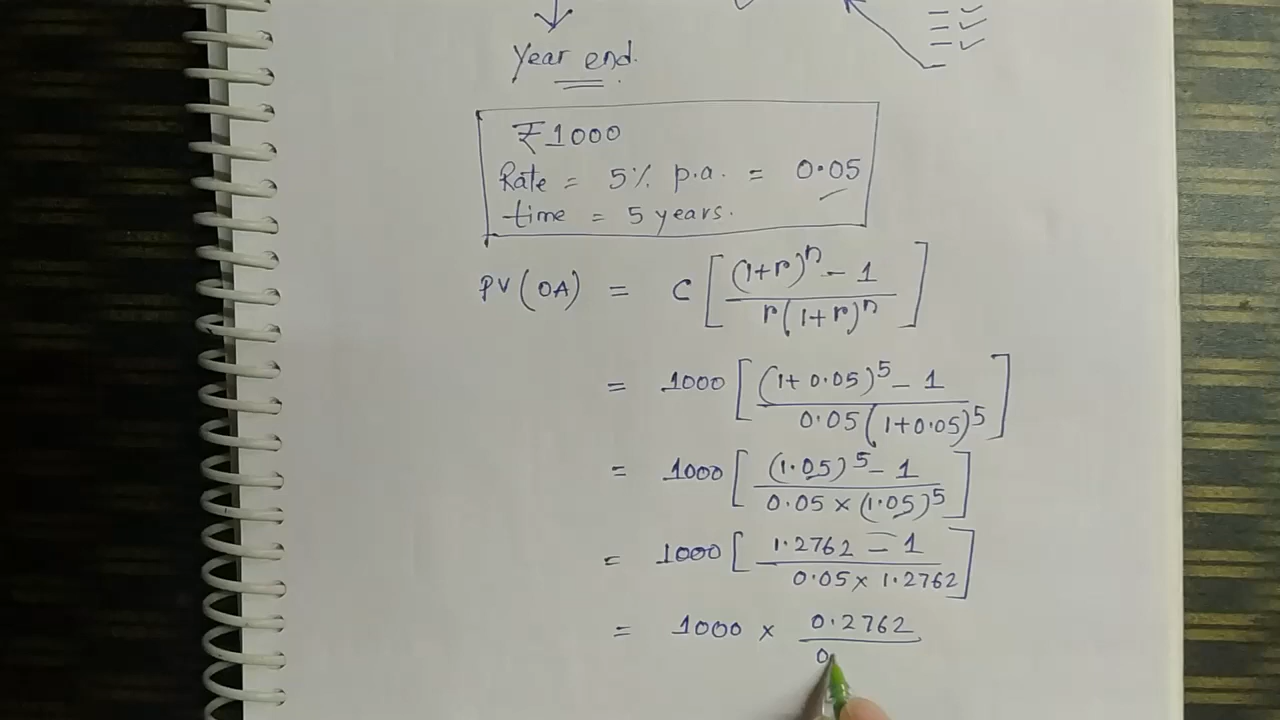 Year end.
₹1000
Rate = 5% p.a. = 0.05
time = 5 years.
PV(OA) = C [ (1+r)^n - 1 / r(1+r)^n ]
= 1000 [ (1+0.05)^5 - 1 / 0.05(1+0.05)^5 ]
= 1000 [ (1.05)^5 - 1 / 0.05 × (1.05)^5 ]
= 1000 [ 1.2762 - 1 / 0.05 × 1.2762 ]
= 1000 × 0.2762 / 0.